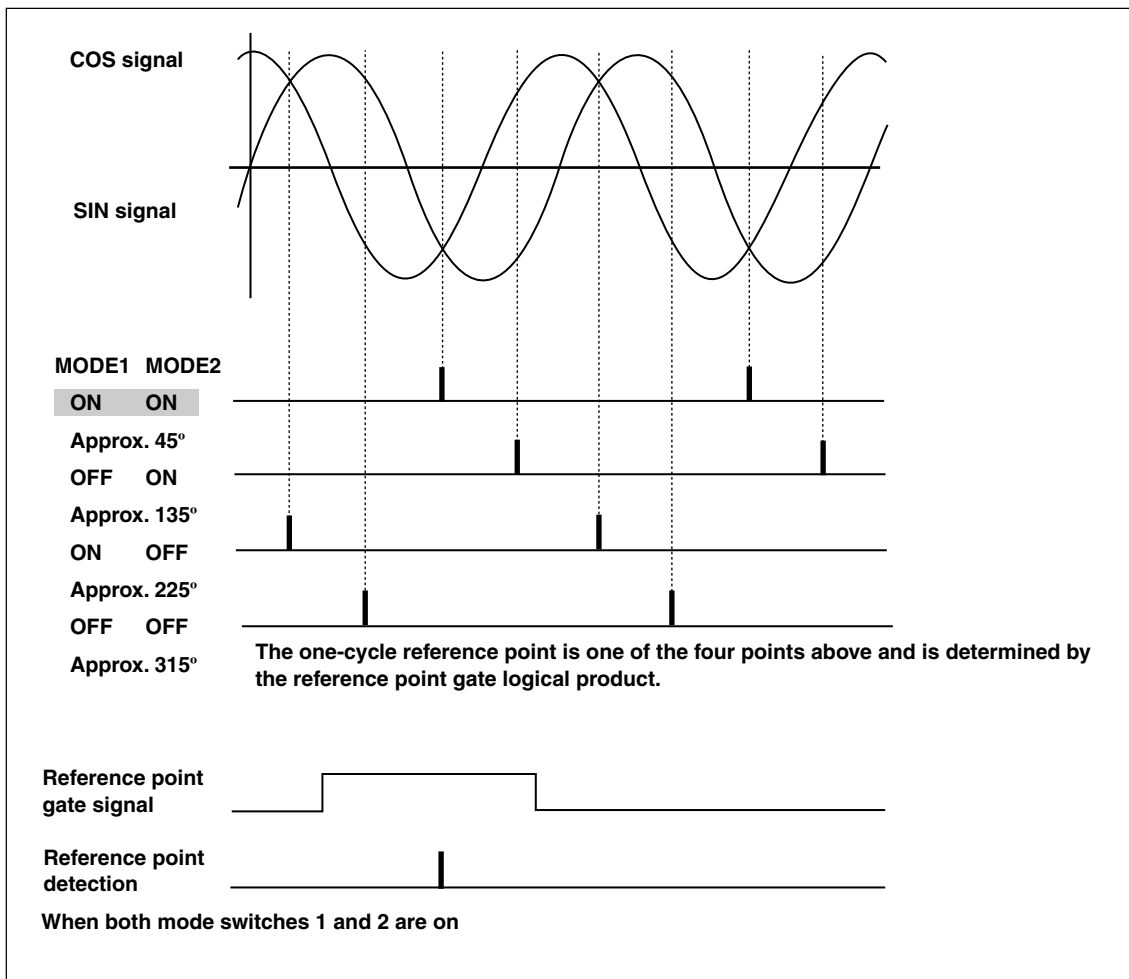 COS signal
SIN signal
MODE1 MODE2
ON ON
Approx. 45º
OFF ON
Approx. 135º
ON OFF
Approx. 225º
OFF OFF
Approx. 315º
The one-cycle reference point is one of the four points above and is determined by
the reference point gate logical product.
Reference point
gate signal
Reference point
detection
When both mode switches 1 and 2 are on